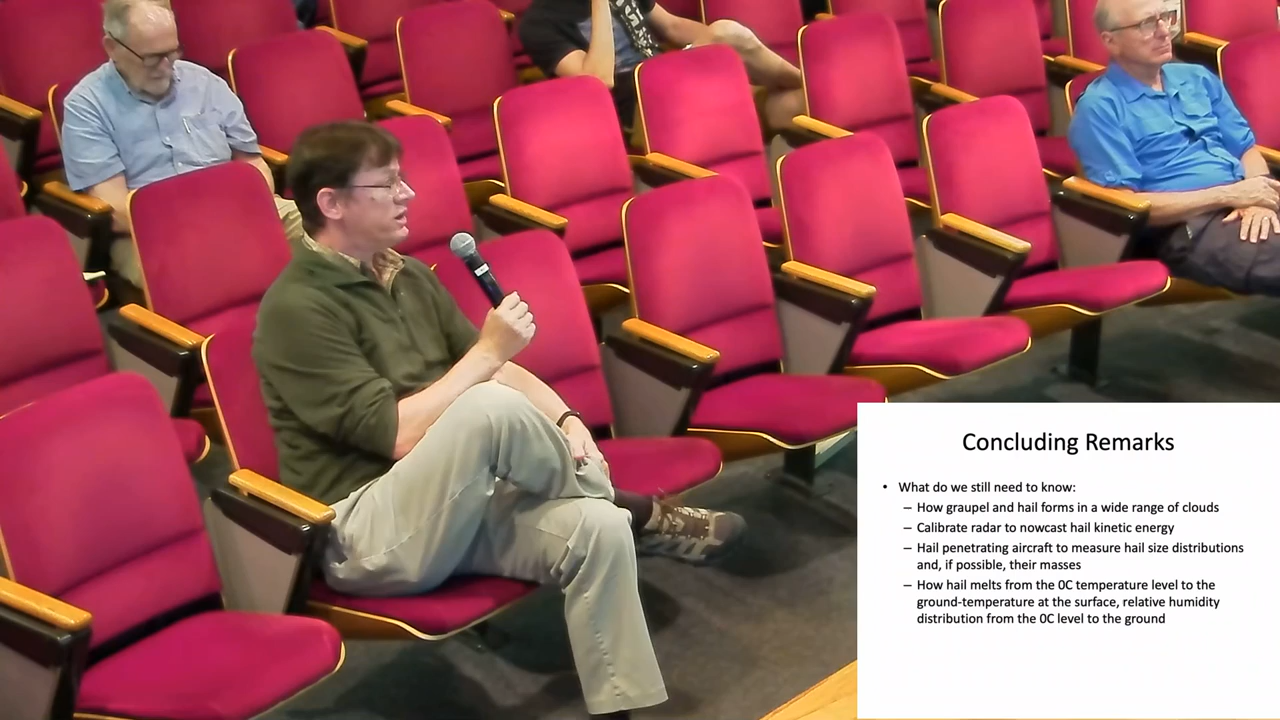 Concluding Remarks
• What do we still need to know:
– How graupel and hail forms in a wide range of clouds
– Calibrate radar to nowcast hail kinetic energy
– Hail penetrating aircraft to measure hail size distributions
and, if possible, their masses
– How hail melts from the 0C temperature level to the
ground-temperature at the surface, relative humidity
distribution from the 0C level to the ground